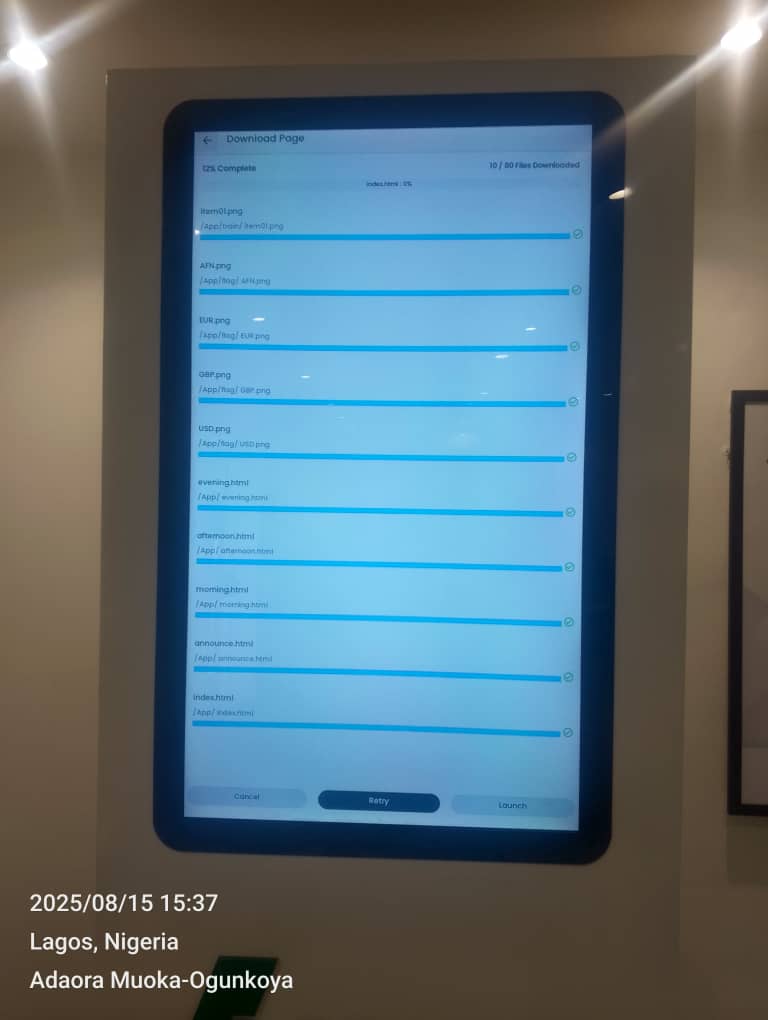 Download Page
12% Complete
10 / 80 Files Downloaded
index.html : 0%
item01.png
/App/train/ item01.png
AFN.png
/App/flag/ AFN.png
EUR.png
/App/flag/ EUR.png
GBP.png
/App/flag/ GBP.png
USD.png
/App/flag/ USD.png
evening.html
/App/ evening.html
afternoon.html
/App/ afternoon.html
morning.html
/App/ morning.html
announce.html
/App/ announce.html
index.html
/App/ index.html
Cancel
Retry
Launch
2025/08/15 15:37
Lagos, Nigeria
Adaora Muoka-Ogunkoya